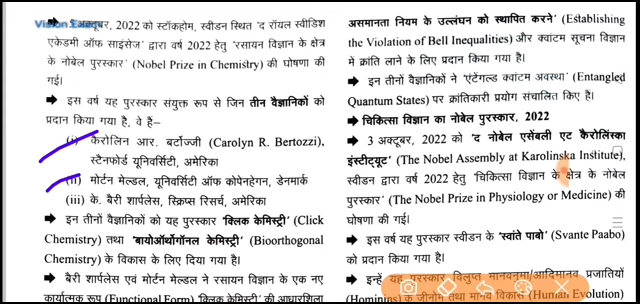 Vision
➡ 5 अक्टूबर, 2022 को स्टॉकहोम, स्वीडन स्थित 'द रॉयल स्वीडिश
एकेडमी ऑफ साइंसेज' द्वारा वर्ष 2022 हेतु 'रसायन विज्ञान के क्षेत्र
के नोबेल पुरस्कार' (Nobel Prize in Chemistry) की घोषणा की
गई।
➡ इस वर्ष यह पुरस्कार संयुक्त रूप से जिन तीन वैज्ञानिकों को
प्रदान किया गया है, वे हैं–
(i) कैरोलिन आर. बर्टोज्जी (Carolyn R. Bertozzi),
स्टैनफोर्ड यूनिवर्सिटी, अमेरिका
(ii) मोर्टन मेल्डल, यूनिवर्सिटी ऑफ कोपेनहेगन, डेनमार्क
(iii) के. बैरी शार्पलेस, स्क्रिप्स रिसर्च, अमेरिका
➡ इन तीनों वैज्ञानिकों को यह पुरस्कार 'क्लिक केमिस्ट्री' (Click
Chemistry) तथा 'बायोऑर्थोगॉनल केमिस्ट्री' (Bioorthogonal
Chemistry) के विकास के लिए दिया गया है।
➡ बैरी शार्पलेस एवं मोर्टन मेल्डल ने रसायन विज्ञान के एक नए
कार्यात्मक रूप (Functional Form) 'क्लिक केमिस्ट्री' की आधारशिला
असमानता नियम के उल्लंघन को स्थापित करने' (Establishing
the Violation of Bell Inequalities) और क्वांटम सूचना विज्ञान
में क्रांति लाने के लिए प्रदान किया गया है।
➡ इन तीनों वैज्ञानिकों ने 'एंटेंगल्ड क्वांटम अवस्था' (Entangled
Quantum States) पर क्रांतिकारी प्रयोग संचालित किए है।
➡ चिकित्सा विज्ञान का नोबेल पुरस्कार, 2022
➡ 3 अक्टूबर, 2022 को 'द नोबेल एसेंबली एट कैरोलिंस्का
इंस्टीट्यूट' (The Nobel Assembly at Karolinska Institute),
स्वीडन द्वारा वर्ष 2022 हेतु 'चिकित्सा विज्ञान के क्षेत्र के नोबेल
पुरस्कार' (The Nobel Prize in Physiology or Medicine) की
घोषणा की गई।
➡ इस वर्ष यह पुरस्कार स्वीडन के 'स्वांते पाबो' (Svante Paabo)
को प्रदान किया गया है।
➡ इन्हें यह पुरस्कार विलुप्त मानवनुमा/आदिमानव प्रजातियों
(Hominins) के जीनोम तथा मानव विकास (Human Evolution)